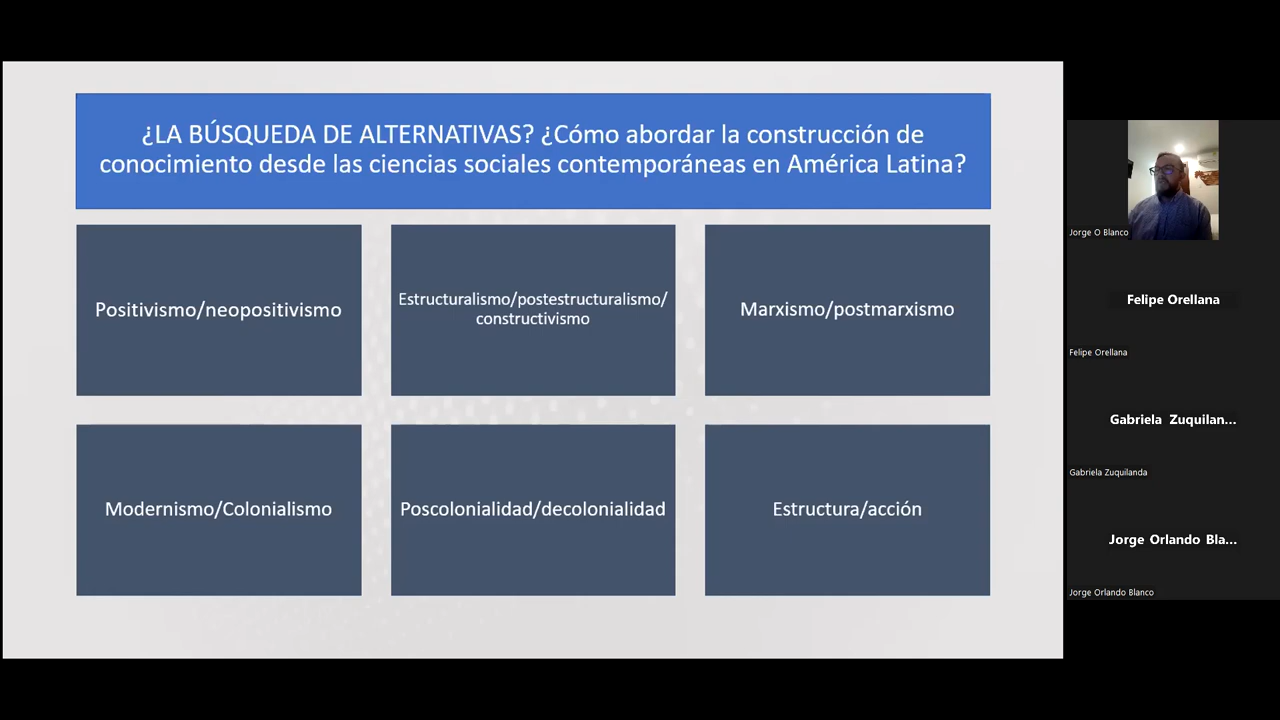 ¿LA BÚSQUEDA DE ALTERNATIVAS? ¿Cómo abordar la construcción de
conocimiento desde las ciencias sociales contemporáneas en América Latina?
Positivismo/neopositivismo
Estructuralismo/postestructuralismo/
constructivismo
Marxismo/postmarxismo
Modernismo/Colonialismo
Poscolonialidad/decolonialidad
Estructura/acción
Jorge O Blanco
Felipe Orellana
Felipe Orellana
Gabriela Zuquilan...
Gabriela Zuquilanda
Jorge Orlando Bla...
Jorge Orlando Blanco